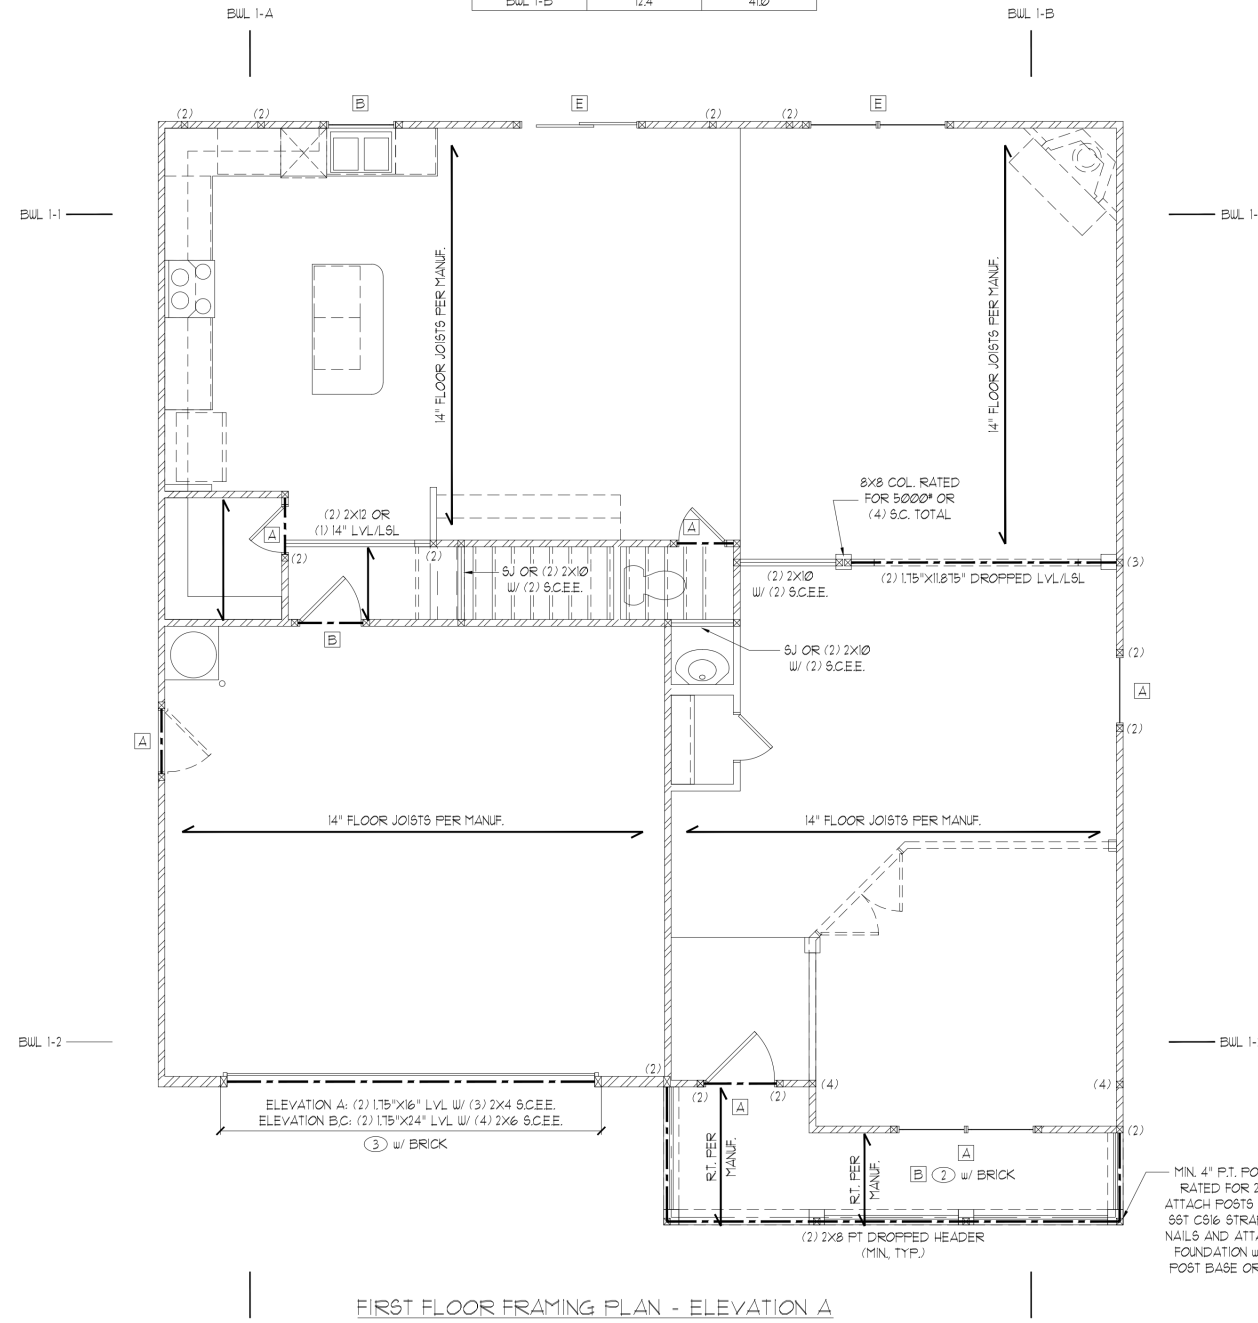 BWL 1-B 12.4 41.0
BWL 1-A
BWL 1-B
(2)
(2)
B
E
(2)
(2)
E
BWL 1-1
BWL 1-
14" FLOOR JOISTS PER MANUF.
14" FLOOR JOISTS PER MANUF.
8X8 COL. RATED
FOR 5000# OR
(4) S.C. TOTAL
(2) 2X12 OR
(1) 14" LVL/LSL
A
A
(2)
(2)
(3)
SJ OR (2) 2X10
W/ (2) S.C.E.E.
(2) 2X10
W/ (2) S.C.E.E.
(2) 1.75"X11.875" DROPPED LVL/LSL
B
SJ OR (2) 2X10
W/ (2) S.C.E.E.
(2)
A
(2)
A
14" FLOOR JOISTS PER MANUF.
14" FLOOR JOISTS PER MANUF.
BWL 1-2
BWL 1-
(2)
(4)
(4)
(2)
(2)
A
ELEVATION A: (2) 1.75"X16" LVL W/ (3) 2X4 S.C.E.E.
ELEVATION B,C: (2) 1.75"X24" LVL W/ (4) 2X6 S.C.E.E.
3 w/ BRICK
(2)
R.T. PER
MANUF.
R.T. PER
MANUF.
A
B 2 w/ BRICK
MIN. 4" P.T. PO
RATED FOR 2
ATTACH POSTS
SST CS16 STRA
NAILS AND ATTA
FOUNDATION w
POST BASE OR
(2) 2X8 PT DROPPED HEADER
(MIN., TYP.)
FIRST FLOOR FRAMING PLAN - ELEVATION A